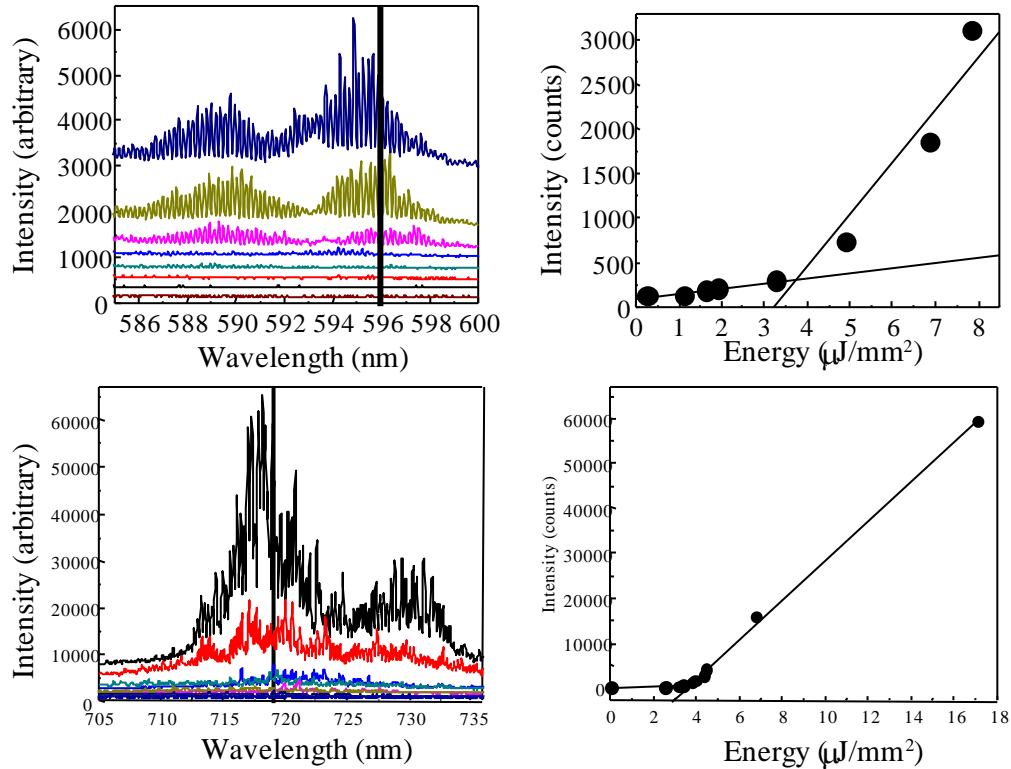 6000
5000
4000
3000
2000
1000
0
586 588 590 592 594 596 598 600
Intensity (arbitrary)
Wavelength (nm)
3000
2500
2000
1500
1000
500
0
0 1 2 3 4 5 6 7 8
Intensity (counts)
Energy (μJ/mm²)
60000
50000
40000
30000
20000
10000
0
705 710 715 720 725 730 735
Intensity (arbitrary)
Wavelength (nm)
60000
50000
40000
30000
20000
10000
0
0 2 4 6 8 10 12 14 16 18
Intensity (counts)
Energy (μJ/mm²)